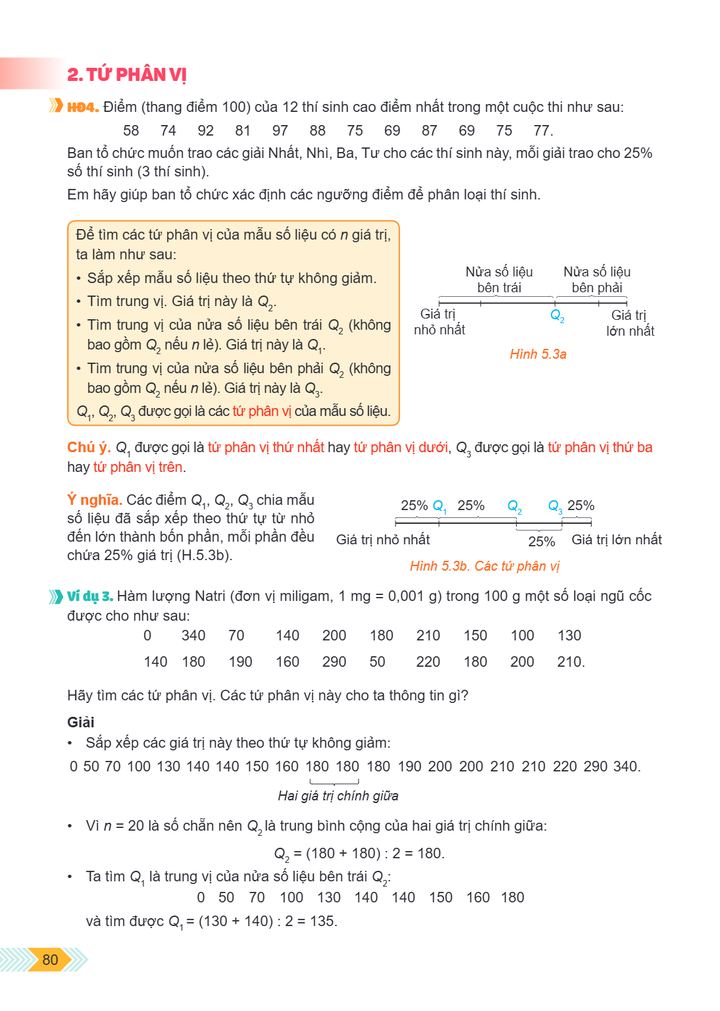 2. TỨ PHÂN VỊ
HĐ4. Điểm (thang điểm 100) của 12 thí sinh cao điểm nhất trong một cuộc thi như sau:
58 74 92 81 97 88 75 69 87 69 75 77.
Ban tổ chức muốn trao các giải Nhất, Nhì, Ba, Tư cho các thí sinh này, mỗi giải trao cho 25%
số thí sinh (3 thí sinh).
Em hãy giúp ban tổ chức xác định các ngưỡng điểm để phân loại thí sinh.
Để tìm các tứ phân vị của mẫu số liệu có n giá trị,
ta làm như sau:
• Sắp xếp mẫu số liệu theo thứ tự không giảm.
• Tìm trung vị. Giá trị này là Q2.
• Tìm trung vị của nửa số liệu bên trái Q2 (không
bao gồm Q2 nếu n lẻ). Giá trị này là Q1.
• Tìm trung vị của nửa số liệu bên phải Q2 (không
bao gồm Q2 nếu n lẻ). Giá trị này là Q3.
Q1, Q2, Q3 được gọi là các tứ phân vị của mẫu số liệu.
Nửa số liệu Nửa số liệu
bên trái bên phải
Giá trị Q2 Giá trị
nhỏ nhất lớn nhất
Hình 5.3a
Chú ý. Q1 được gọi là tứ phân vị thứ nhất hay tứ phân vị dưới, Q3 được gọi là tứ phân vị thứ ba
hay tứ phân vị trên.
Ý nghĩa. Các điểm Q1, Q2, Q3 chia mẫu
số liệu đã sắp xếp theo thứ tự từ nhỏ
đến lớn thành bốn phần, mỗi phần đều
chứa 25% giá trị (H.5.3b).
25% Q1 25% Q2 Q3 25%
Giá trị nhỏ nhất 25% Giá trị lớn nhất
Hình 5.3b. Các tứ phân vị
Ví dụ 3. Hàm lượng Natri (đơn vị miligam, 1 mg = 0,001 g) trong 100 g một số loại ngũ cốc
được cho như sau:
0 340 70 140 200 180 210 150 100 130
140 180 190 160 290 50 220 180 200 210.
Hãy tìm các tứ phân vị. Các tứ phân vị này cho ta thông tin gì?
Giải
• Sắp xếp các giá trị này theo thứ tự không giảm:
0 50 70 100 130 140 140 150 160 180 180 180 190 200 200 210 210 220 290 340.
Hai giá trị chính giữa
• Vì n = 20 là số chẵn nên Q2 là trung bình cộng của hai giá trị chính giữa:
Q2 = (180 + 180) : 2 = 180.
• Ta tìm Q1 là trung vị của nửa số liệu bên trái Q2:
0 50 70 100 130 140 140 150 160 180
và tìm được Q1 = (130 + 140) : 2 = 135.
80